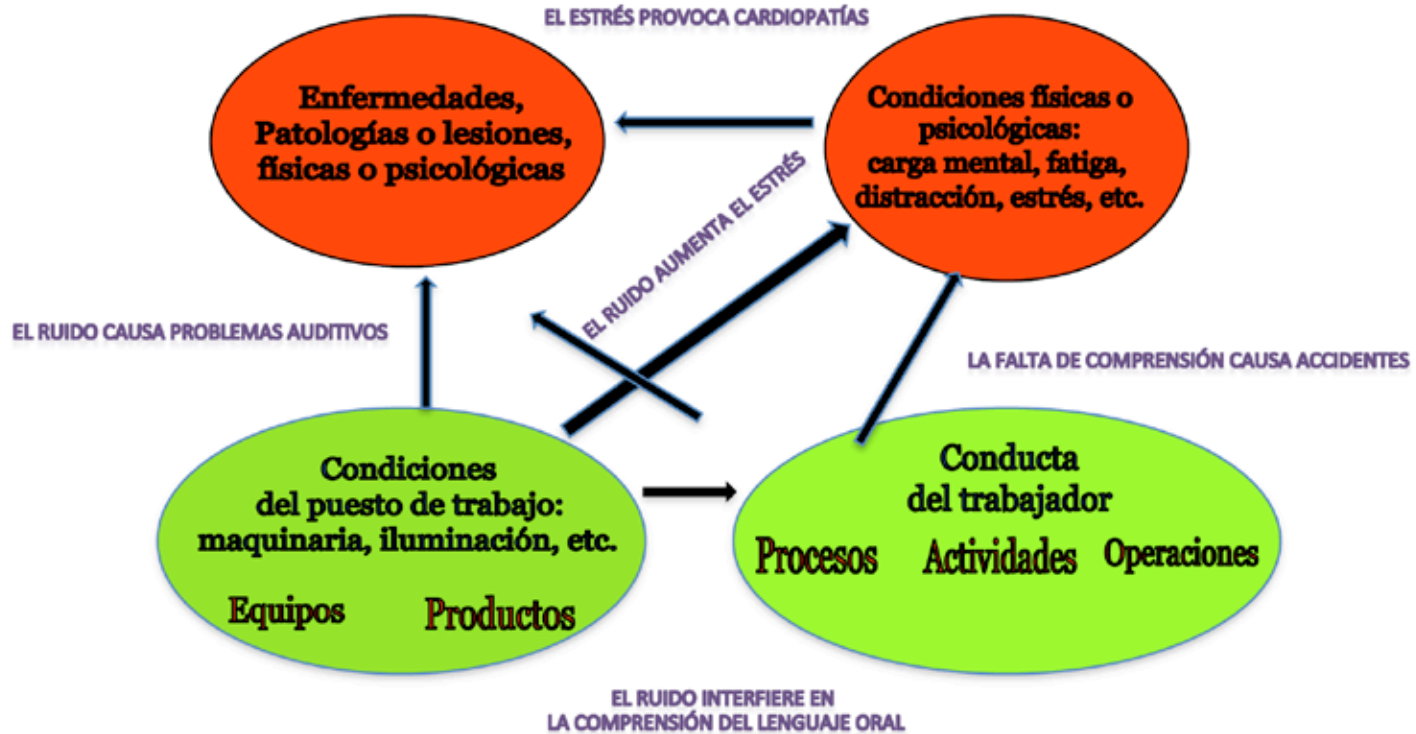 EL ESTRÉS PROVOCA CARDIOPATÍAS
Enfermedades,
Patologías o lesiones,
físicas o psicológicas
Condiciones físicas o
psicológicas:
carga mental, fatiga,
distracción, estrés, etc.
EL RUIDO AUMENTA EL ESTRÉS
EL RUIDO CAUSA PROBLEMAS AUDITIVOS
LA FALTA DE COMPRENSIÓN CAUSA ACCIDENTES
Condiciones
del puesto de trabajo:
maquinaria, iluminación, etc.
Equipos Productos
Conducta
del trabajador
Procesos Actividades Operaciones
EL RUIDO INTERFIERE EN
LA COMPRENSIÓN DEL LENGUAJE ORAL